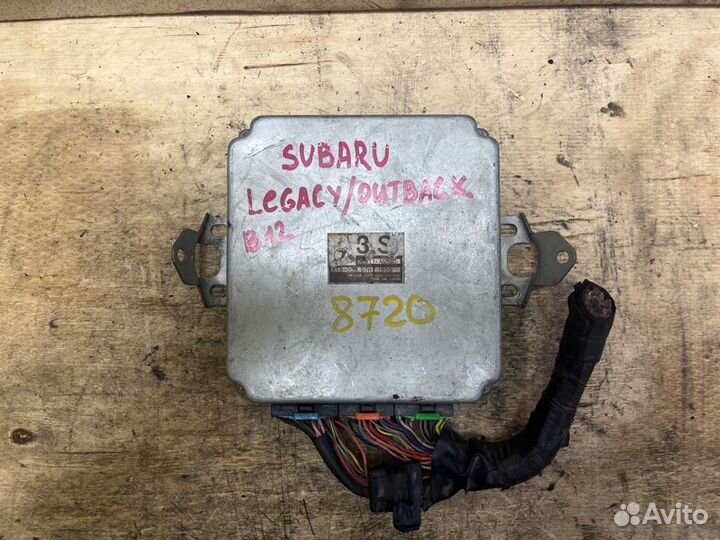 SUBARU
LEGACY/OUTBACK
B12
3S
8720
Avito